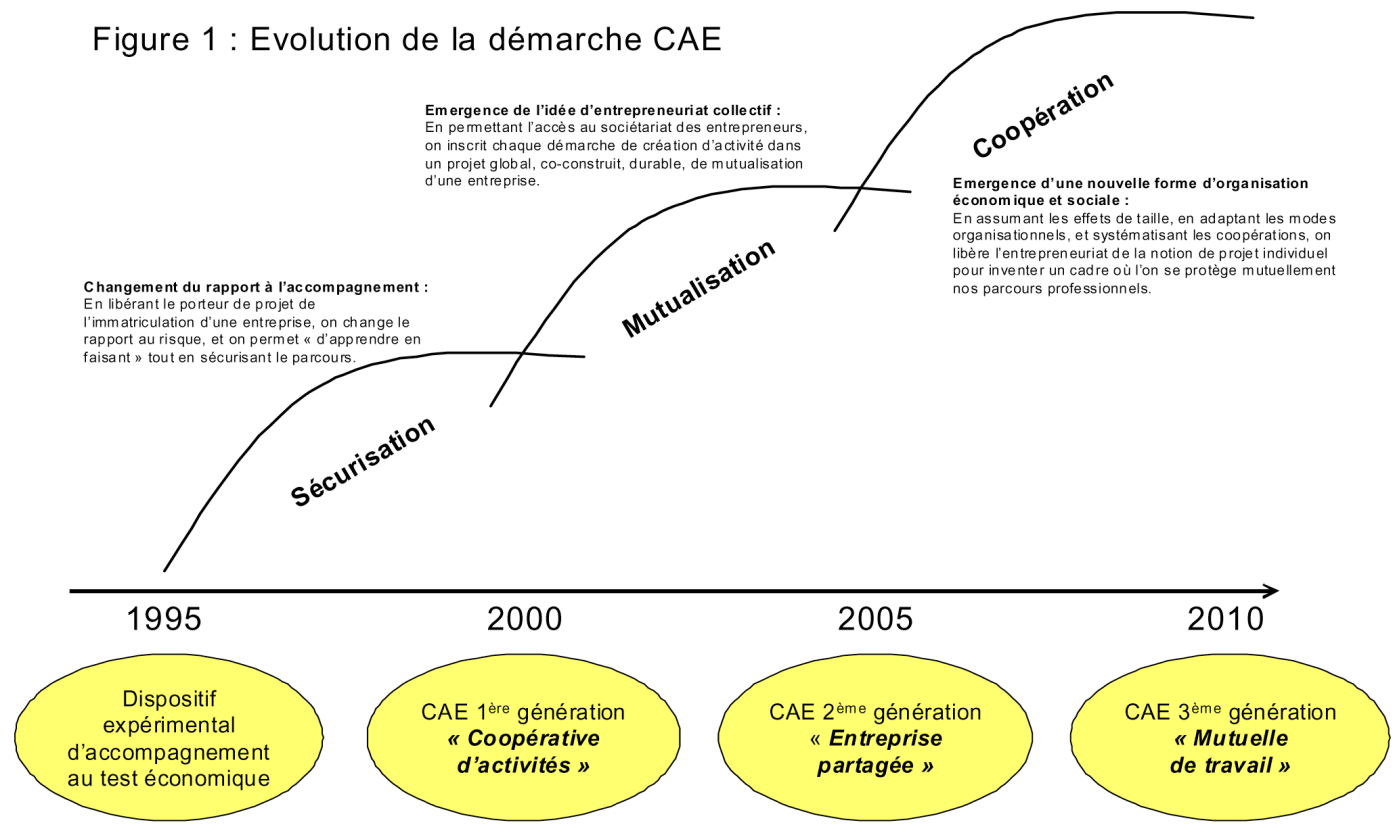 Figure 1 : Evolution de la démarche CAE
Coopération
Emergence de l'idée d'entrepreneuriat collectif :
En permettant l'accès au sociétariat des entrepreneurs,
on inscrit chaque démarche de création d'activité dans
un projet global, co-construit, durable, de mutualisation
d'une entreprise.
Emergence d'une nouvelle forme d'organisation
économique et sociale :
En assumant les effets de taille, en adaptant les modes
organisationnels, et systématisant les coopérations, on
libère l'entrepreneuriat de la notion de projet individuel
pour inventer un cadre où l'on se protège mutuellement
nos parcours professionnels.
Mutualisation
Changement du rapport à l'accompagnement :
En libérant le porteur de projet de
l'immatriculation d'une entreprise, on change le
rapport au risque, et on permet « d'apprendre en
faisant » tout en sécurisant le parcours.
Sécurisation
1995
2000
2005
2010
Dispositif
expérimental
d'accompagnement
au test économique
CAE 1ère génération
« Coopérative
d'activités »
CAE 2ème génération
« Entreprise
partagée »
CAE 3ème génération
« Mutuelle
de travail »